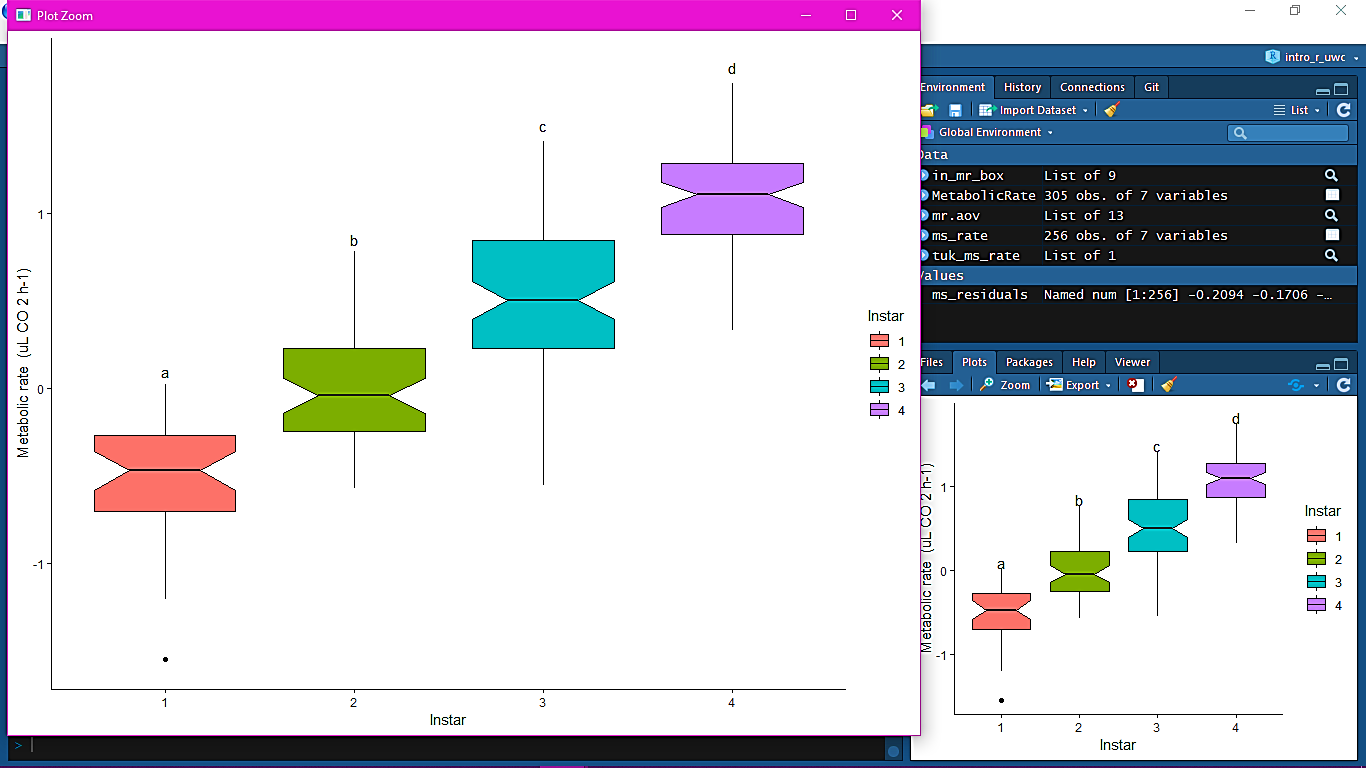 Plot Zoom
Metabolic rate (uL CO 2 h-1)
1
0
-1
a
b
c
d
1
2
3
4
Instar
Instar
1
2
3
4
>
intro_r_uwc
Environment
History
Connections
Git
Import Dataset
List
Global Environment
Data
in_mr_box List of 9
MetabolicRate 305 obs. of 7 variables
mr.aov List of 13
ms_rate 256 obs. of 7 variables
tuk_ms_rate List of 1
Values
ms_residuals Named num [1:256] -0.2094 -0.1706 -…
Files
Plots
Packages
Help
Viewer
Zoom
Export
Metabolic rate (uL CO 2 h-1)
1
0
-1
a
b
c
d
1
2
3
4
Instar
Instar
1
2
3
4